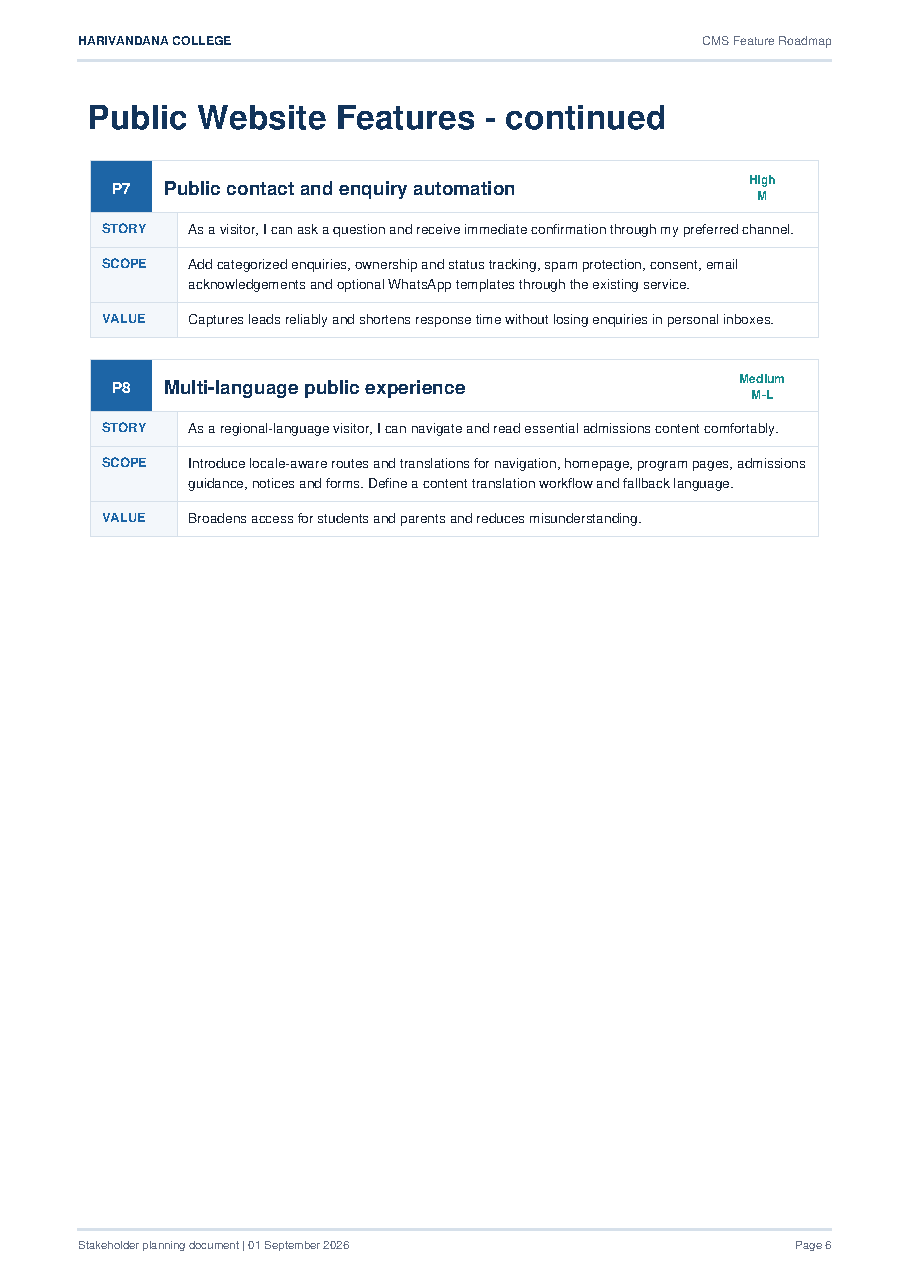 HARIVANDANA COLLEGE
CMS Feature Roadmap
Public Website Features - continued
P7
Public contact and enquiry automation
High
M
STORY
As a visitor, I can ask a question and receive immediate confirmation through my preferred channel.
SCOPE
Add categorized enquiries, ownership and status tracking, spam protection, consent, email
acknowledgements and optional WhatsApp templates through the existing service.
VALUE
Captures leads reliably and shortens response time without losing enquiries in personal inboxes.
P8
Multi-language public experience
Medium
M-L
STORY
As a regional-language visitor, I can navigate and read essential admissions content comfortably.
SCOPE
Introduce locale-aware routes and translations for navigation, homepage, program pages, admissions
guidance, notices and forms. Define a content translation workflow and fallback language.
VALUE
Broadens access for students and parents and reduces misunderstanding.
Stakeholder planning document | 01 September 2026
Page 6